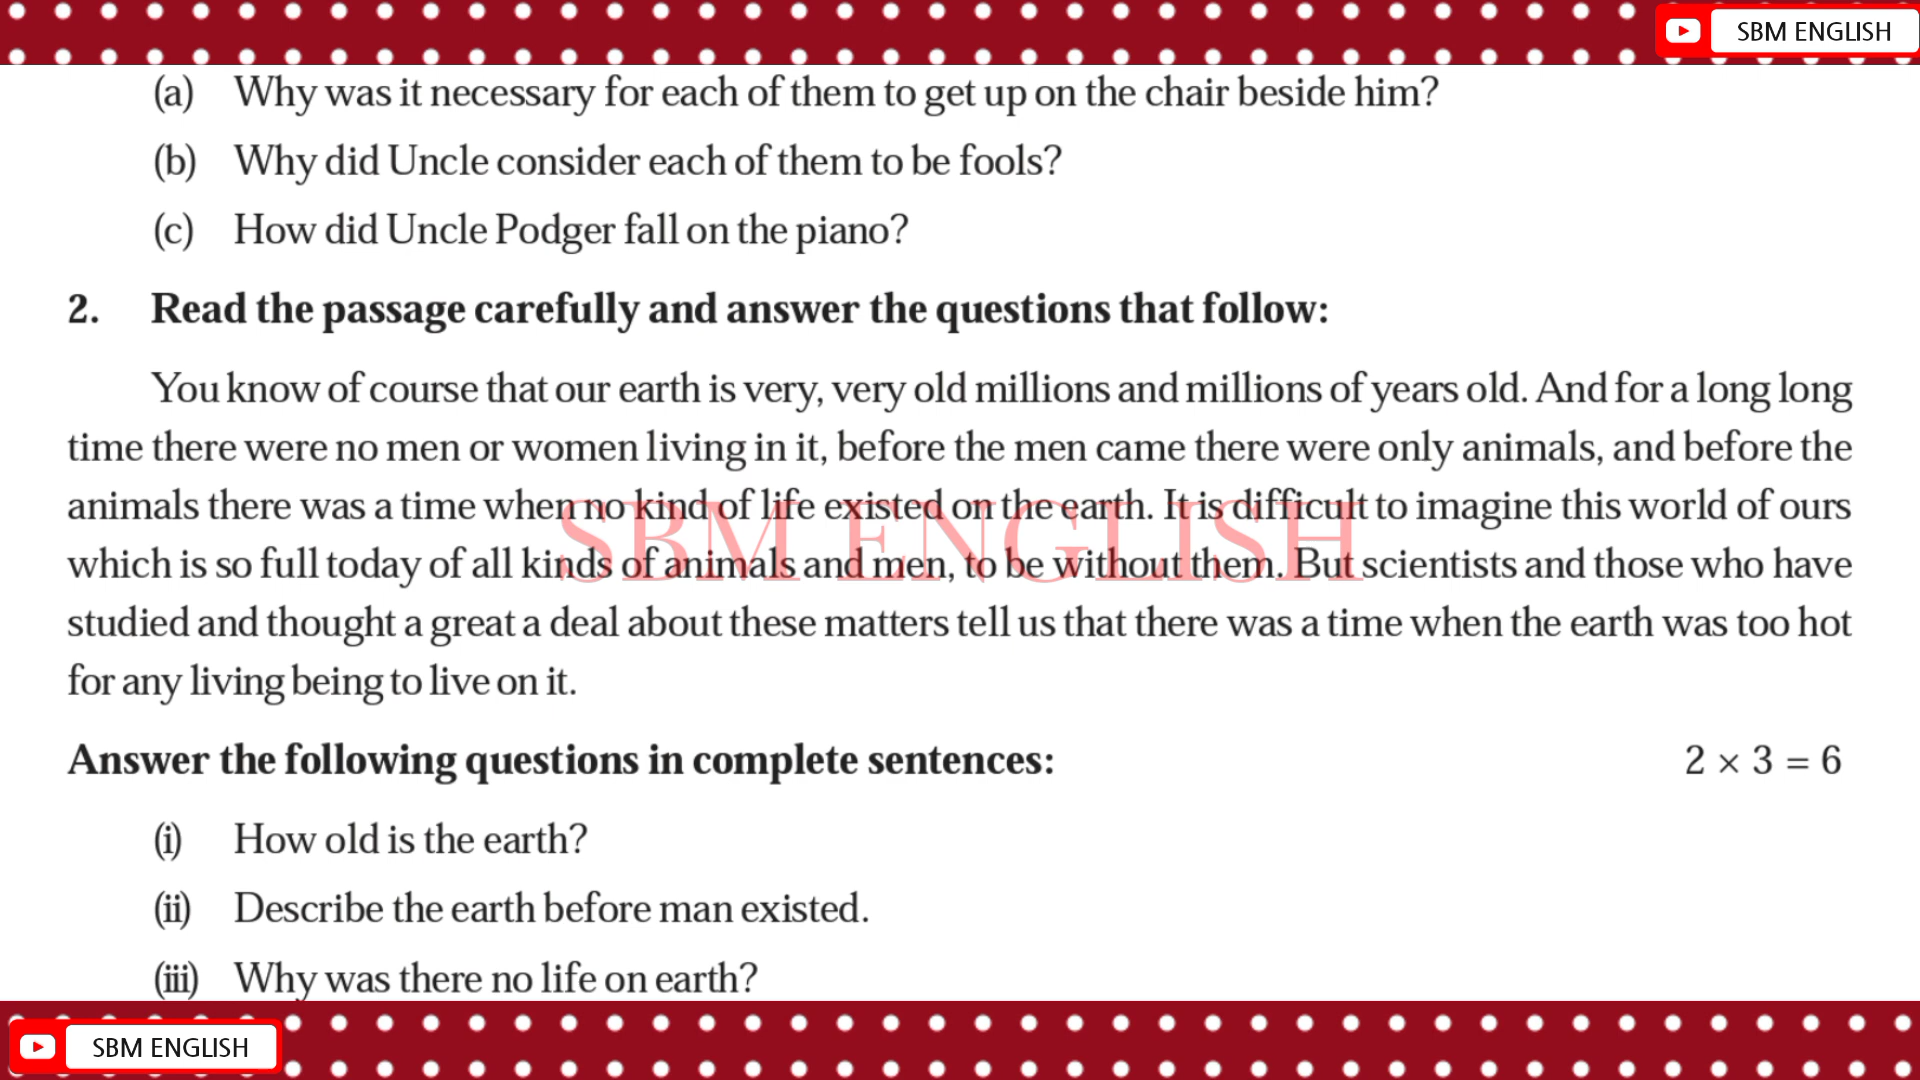 SBM ENGLISH
(a) Why was it necessary for each of them to get up on the chair beside him?
(b) Why did Uncle consider each of them to be fools?
(c) How did Uncle Podger fall on the piano?
2. Read the passage carefully and answer the questions that follow:
You know of course that our earth is very, very old millions and millions of years old. And for a long long
time there were no men or women living in it, before the men came there were only animals, and before the
animals there was a time when no kind of life existed on the earth. It is difficult to imagine this world of ours
which is so full today of all kinds of animals and men, to be without them. But scientists and those who have
studied and thought a great a deal about these matters tell us that there was a time when the earth was too hot
for any living being to live on it.
SBM ENGLISH
Answer the following questions in complete sentences: 2 × 3 = 6
(i) How old is the earth?
(ii) Describe the earth before man existed.
(iii) Why was there no life on earth?
SBM ENGLISH